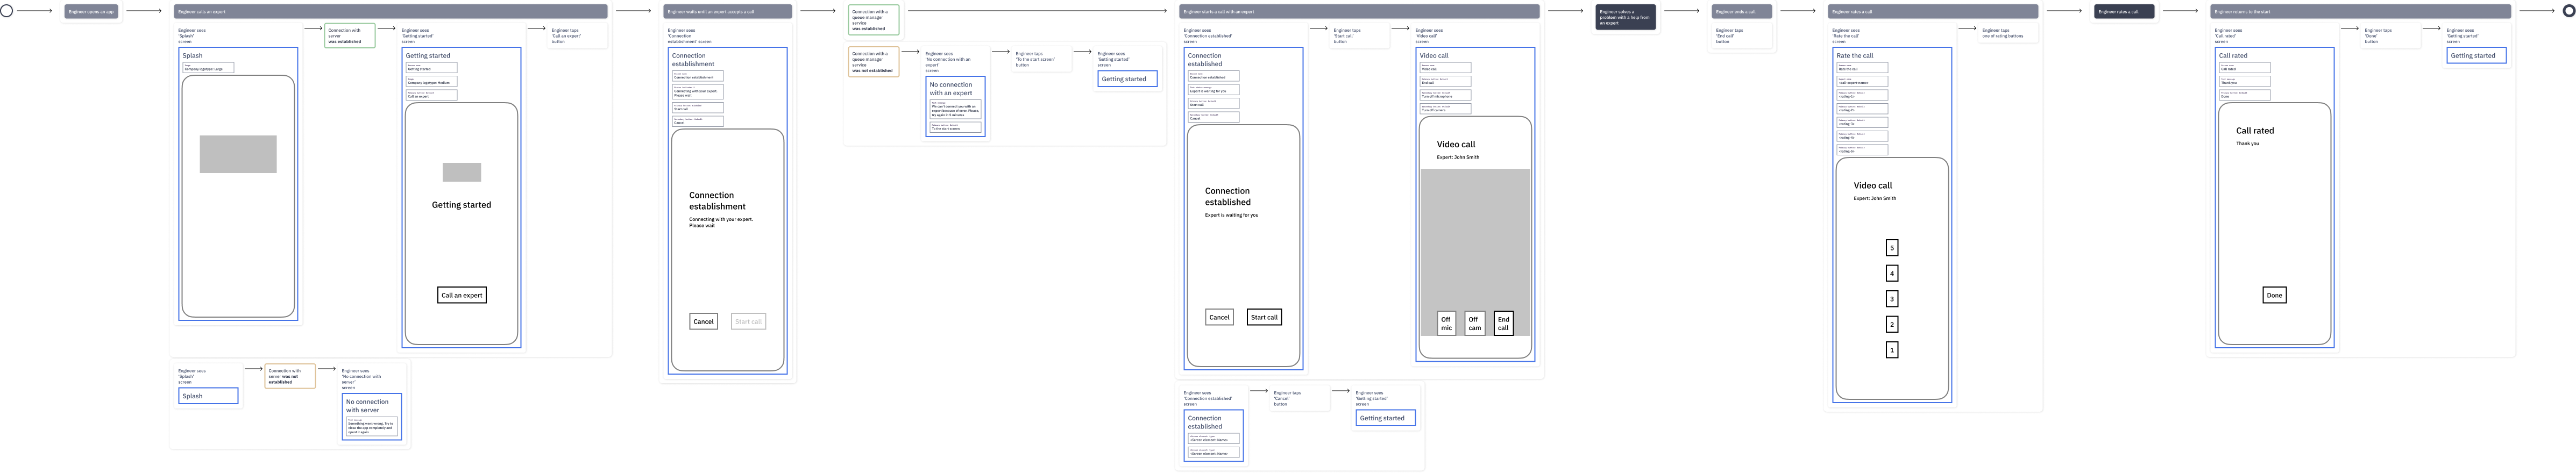 Engineer opens an app
Engineer calls an expert
Engineer sees
'Splash'
screen
Splash
Company logotype: Large
Connection with
server
was established
Engineer sees
'Getting started'
screen
Getting started
Getting started
Company logotype: Medium
Call an expert
Getting started
Call an expert
Engineer taps
'Call an expert'
button
Engineer sees
'Splash'
screen
Splash
Connection with
server was not
established
Engineer sees
'No connection with
server'
screen
No connection
with server
Something went wrong. Try to
close the app completely and
open it again
Engineer waits until an expert accepts a call
Engineer sees
'Connection
establishment' screen
Connection
establishment
Connection establishment
Connecting with your expert.
Please wait
Start call
Cancel
Connection
establishment
Connecting with your expert.
Please wait
Cancel
Start call
Connection with a
queue manager
service
was established
Connection with a
queue manager
service
was not established
Engineer sees
'No connection with an
expert'
screen
No connection
with an expert
We can't connect you with an
expert because of error. Please
try again in 5 minutes
To the start screen
Engineer taps
'To the start screen'
button
Engineer sees
'Getting started'
screen
Getting started
Engineer starts a call with an expert
Engineer sees
'Connection established'
screen
Connection
established
Connection established
Expert is waiting for you
Start call
Cancel
Connection
established
Expert is waiting for you
Cancel
Start call
Engineer taps
'Start call'
button
Engineer sees
'Video call'
screen
Video call
Video call
End call
Turn off microphone
Turn off camera
Video call
Expert: John Smith
Off
mic
Off
cam
End
call
Engineer sees
'Connection established'
screen
Connection
established
<Screen element: Name>
<Screen element: Name>
Engineer taps
'Cancel'
button
Engineer sees
'Getting started'
screen
Getting started
Engineer solves a
problem with a help from
an expert
Engineer ends a call
Engineer taps
'End call'
button
Engineer rates a call
Engineer sees
'Rate the call'
screen
Rate the call
Rate the call
<call expert name>
<rating 5>
<rating 4>
<rating 3>
Video call
Expert: John Smith
5
4
3
2
1
Engineer taps
one of rating buttons
Engineer rates a call
Engineer returns to the start
Engineer sees
'Call rated'
screen
Call rated
Call rated
Thank you
Done
Call rated
Thank you
Done
Engineer taps
'Done'
button
Engineer sees
'Getting started'
screen
Getting started